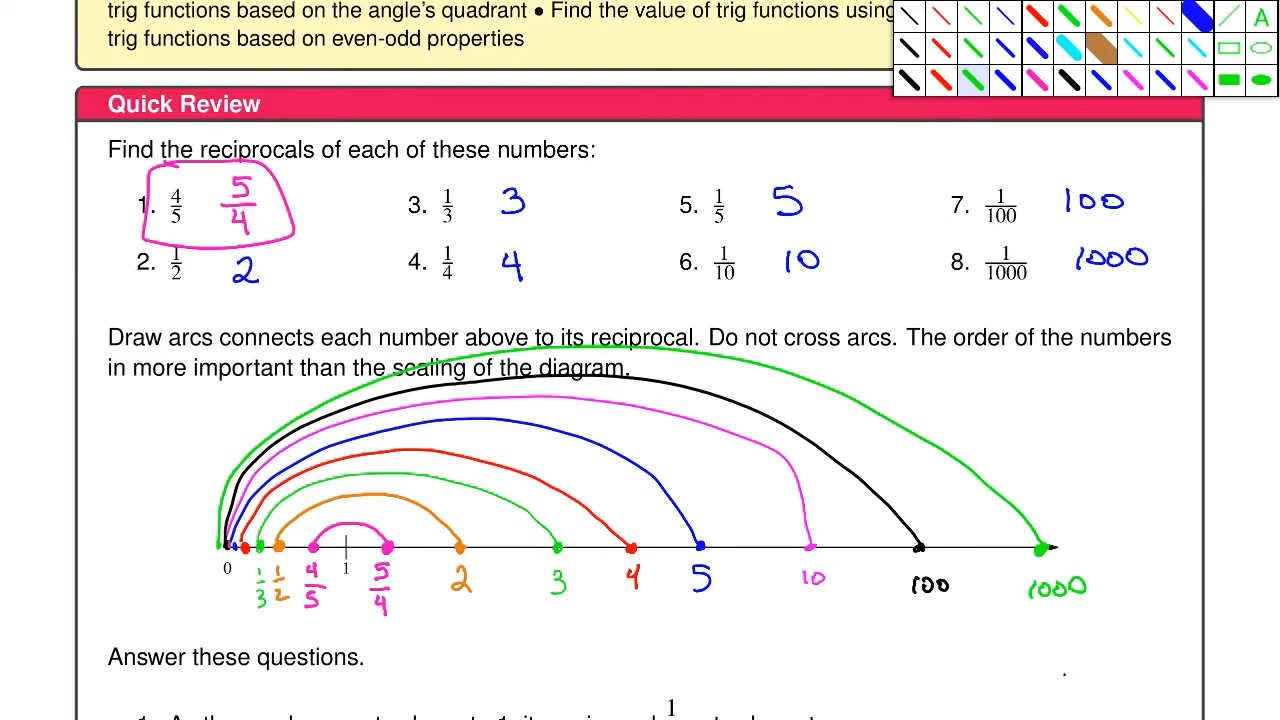 trig functions based on the angle's quadrant • Find the value of trig functions using
trig functions based on even-odd properties
A
Quick Review
Find the reciprocals of each of these numbers:
1. 4/5 5/4 3. 1/3 3 5. 1/5 5 7. 1/100 100
2. 1/2 2 4. 1/4 4 6. 1/10 10 8. 1/1000 1000
Draw arcs connects each number above to its reciprocal. Do not cross arcs. The order of the numbers
in more important than the scaling of the diagram.
0 1/3 1/2 4/5 1 5/4 2 3 4 5 10 100 1000
Answer these questions.